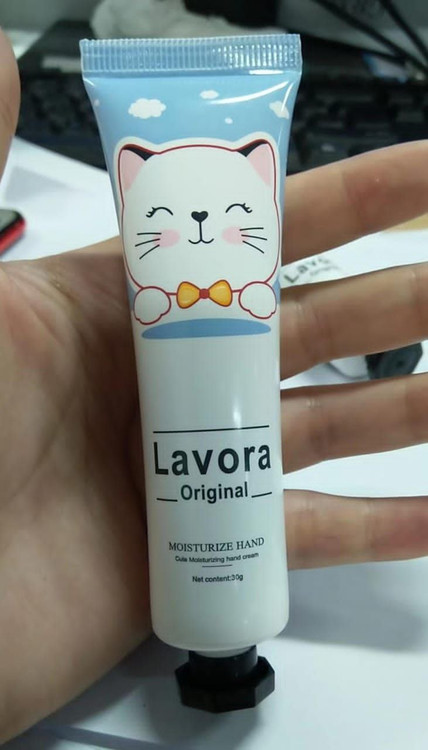 Lavora
Original
MOISTURIZE HAND
Cute Moisturizing hand cream
Net content:30g